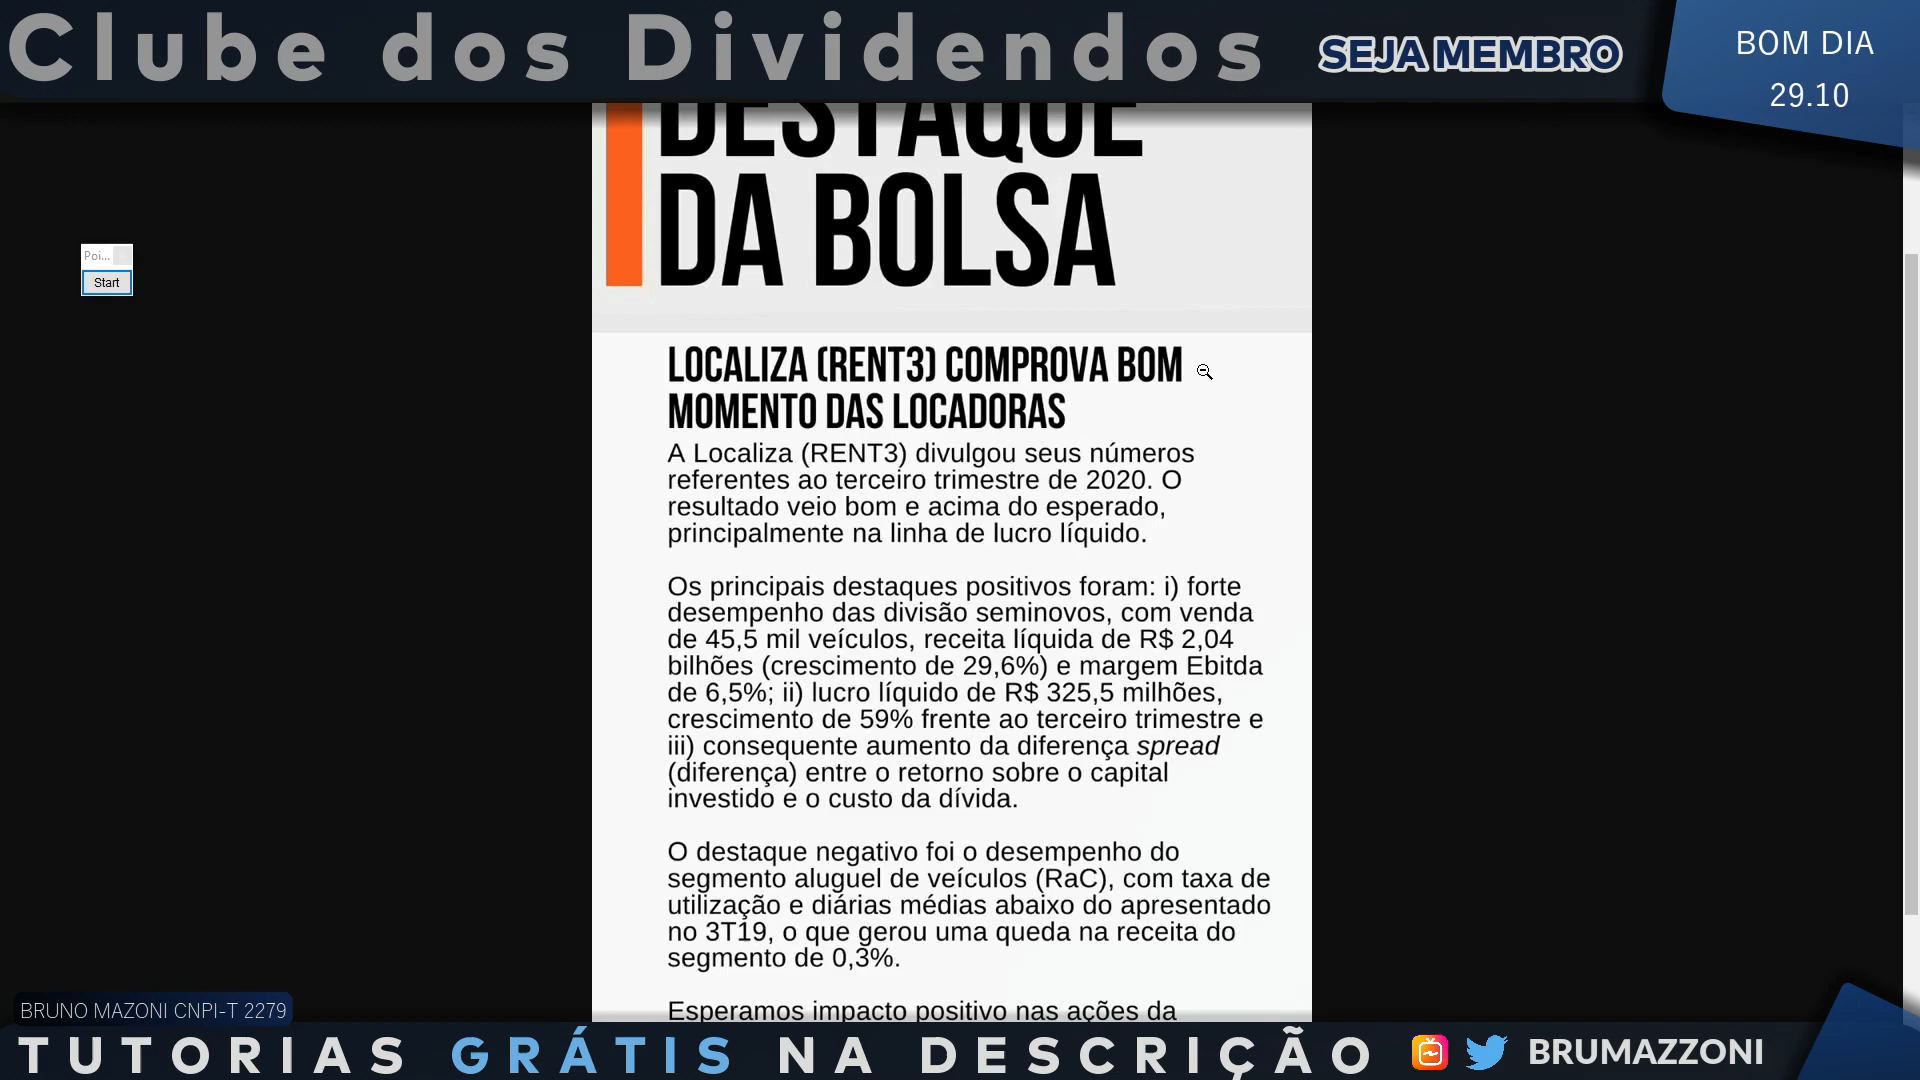 Clube dos Dividendos
SEJA MEMBRO
BOM DIA
29.10
DESTAQUE
DA BOLSA
Poi...
Start
LOCALIZA (RENT3) COMPROVA BOM
MOMENTO DAS LOCADORAS
A Localiza (RENT3) divulgou seus números
referentes ao terceiro trimestre de 2020. O
resultado veio bom e acima do esperado,
principalmente na linha de lucro líquido.
Os principais destaques positivos foram: i) forte
desempenho das divisão seminovos, com venda
de 45,5 mil veículos, receita líquida de R$ 2,04
bilhões (crescimento de 29,6%) e margem Ebitda
de 6,5%; ii) lucro líquido de R$ 325,5 milhões,
crescimento de 59% frente ao terceiro trimestre e
iii) consequente aumento da diferença spread
(diferença) entre o retorno sobre o capital
investido e o custo da dívida.
O destaque negativo foi o desempenho do
segmento aluguel de veículos (RaC), com taxa de
utilização e diárias médias abaixo do apresentado
no 3T19, o que gerou uma queda na receita do
segmento de 0,3%.
Esperamos impacto positivo nas ações da
BRUNO MAZONI CNPI-T 2279
TUTORIAS GRÁTIS NA DESCRIÇÃO
BRUMAZZONI